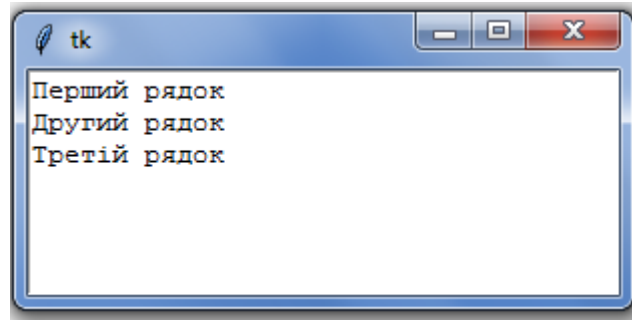 tk
Перший рядок
Другий рядок
Третій рядок